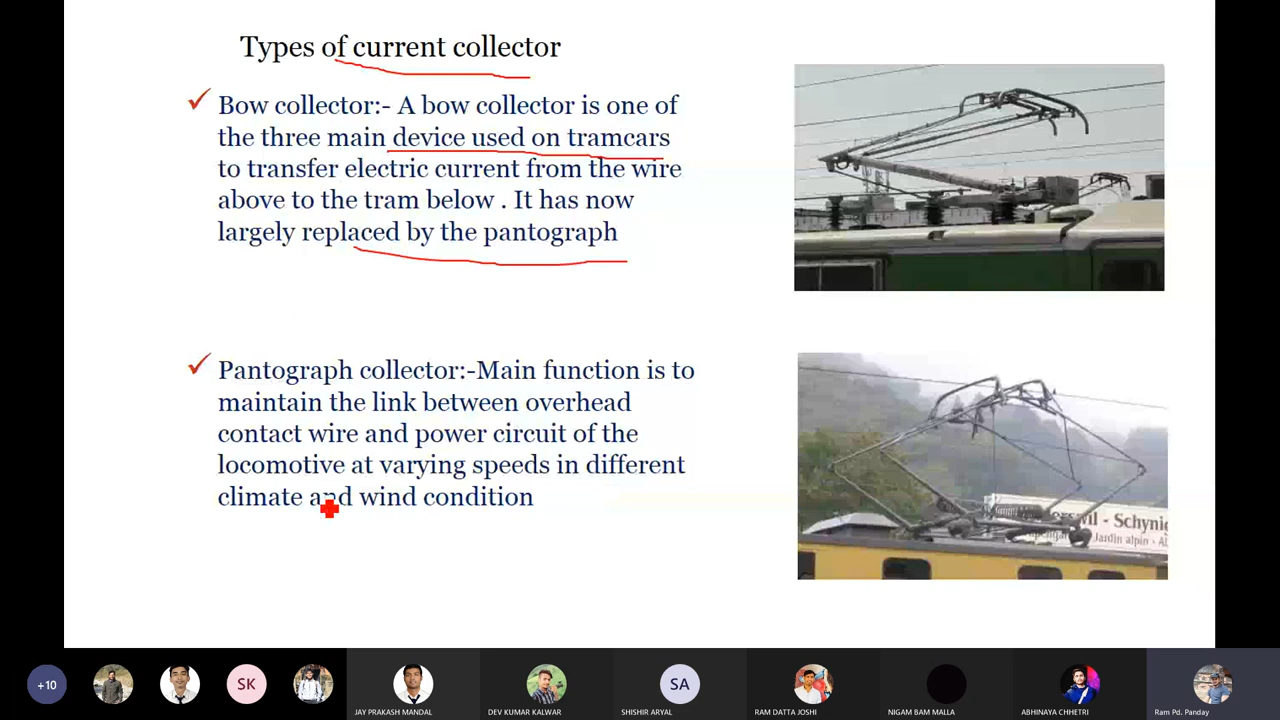 Types of current collector
Bow collector:- A bow collector is one of
the three main device used on tramcars
to transfer electric current from the wire
above to the tram below . It has now
largely replaced by the pantograph
Pantograph collector:-Main function is to
maintain the link between overhead
contact wire and power circuit of the
locomotive at varying speeds in different
climate and wind condition
- Schynig
Jardin alpin - Al
+10
SK
JAY PRAKASH MANDAL
DEV KUMAR KALWAR
SA
SHISHIR ARYAL
RAM DATTA JOSHI
NIGAM BAM MALLA
ABHINAYA CHHETRI
Ram Pd. Panday